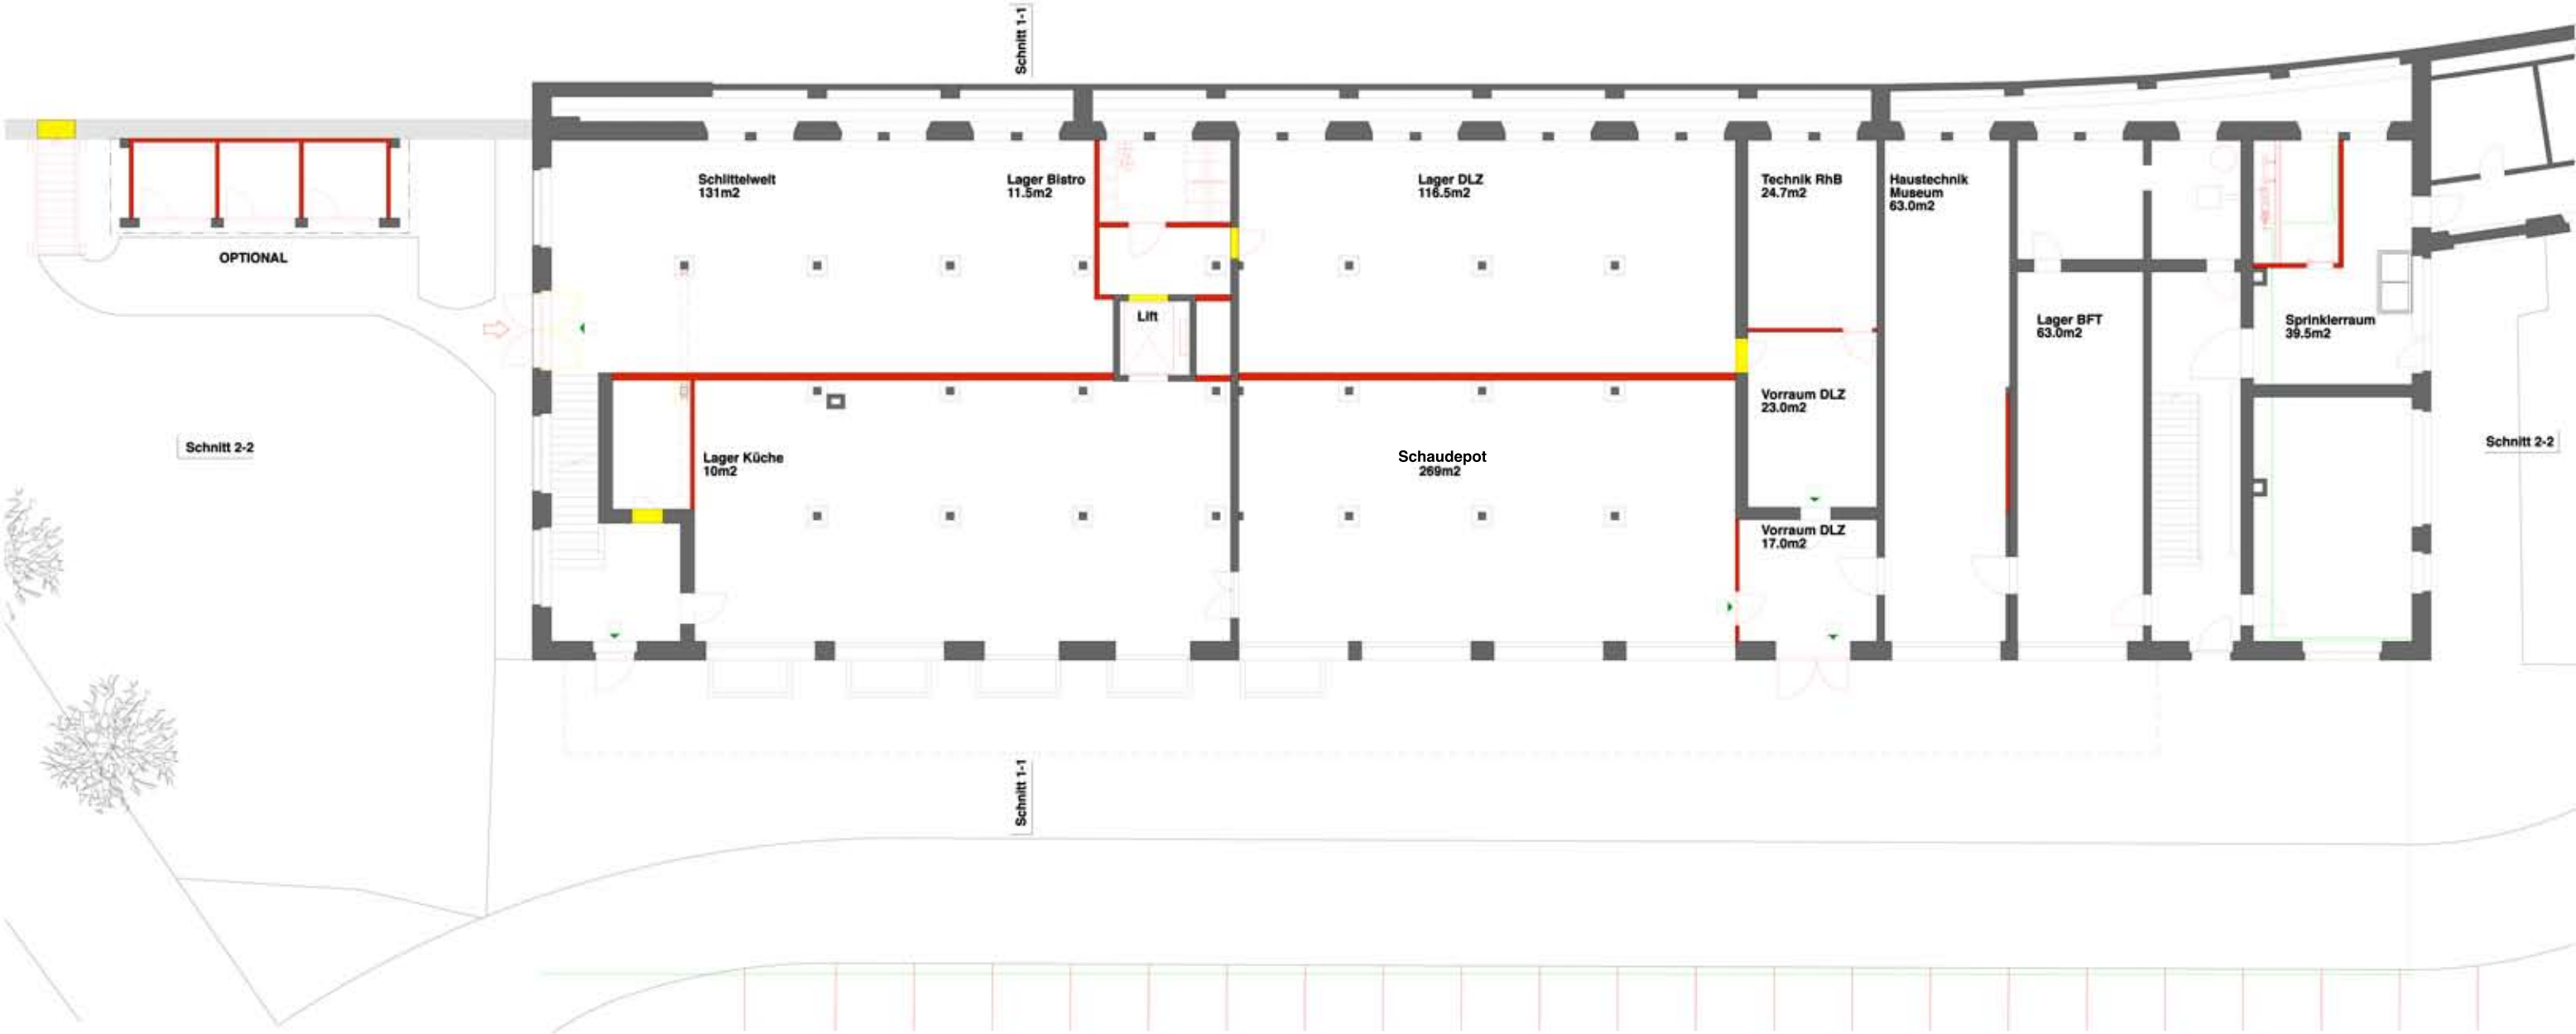 Schnitt 1-1
Schlittelwelt
131m2
Lager Bistro
11.5m2
Lager DLZ
116.5m2
Technik RhB
24.7m2
Haustechnik
Museum
63.0m2
OPTIONAL
Lift
Lager BFT
63.0m2
Sprinklerraum
39.5m2
Vorraum DLZ
23.0m2
Schnitt 2-2
Lager Küche
10m2
Schaudepot
269m2
Schnitt 2-2
Vorraum DLZ
17.0m2
Schnitt 1-1